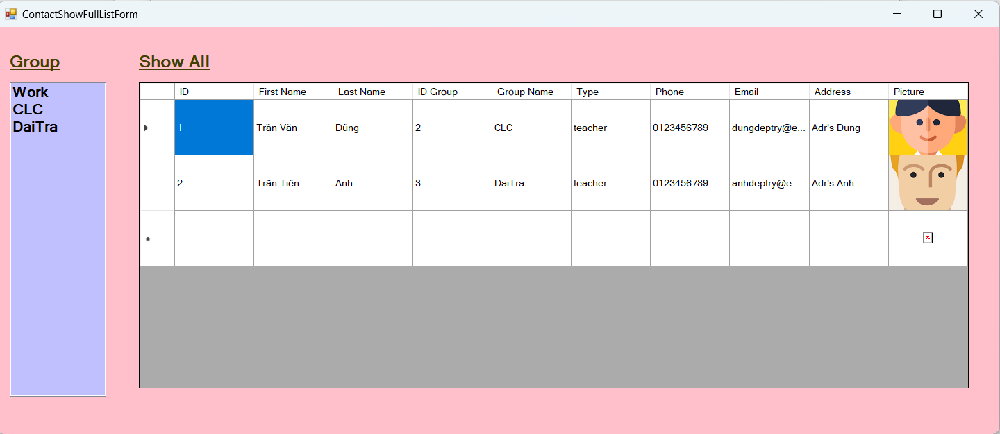 ContactShowFullListForm
Group
Show All
Work
CLC
DaiTra
ID First Name Last Name ID Group Group Name Type Phone Email Address Picture
1 Trần Văn Dũng 2 CLC teacher 0123456789 dungdeptry@e... Adr's Dung
2 Trần Tiến Anh 3 DaiTra teacher 0123456789 anhdeptry@e... Adr's Anh